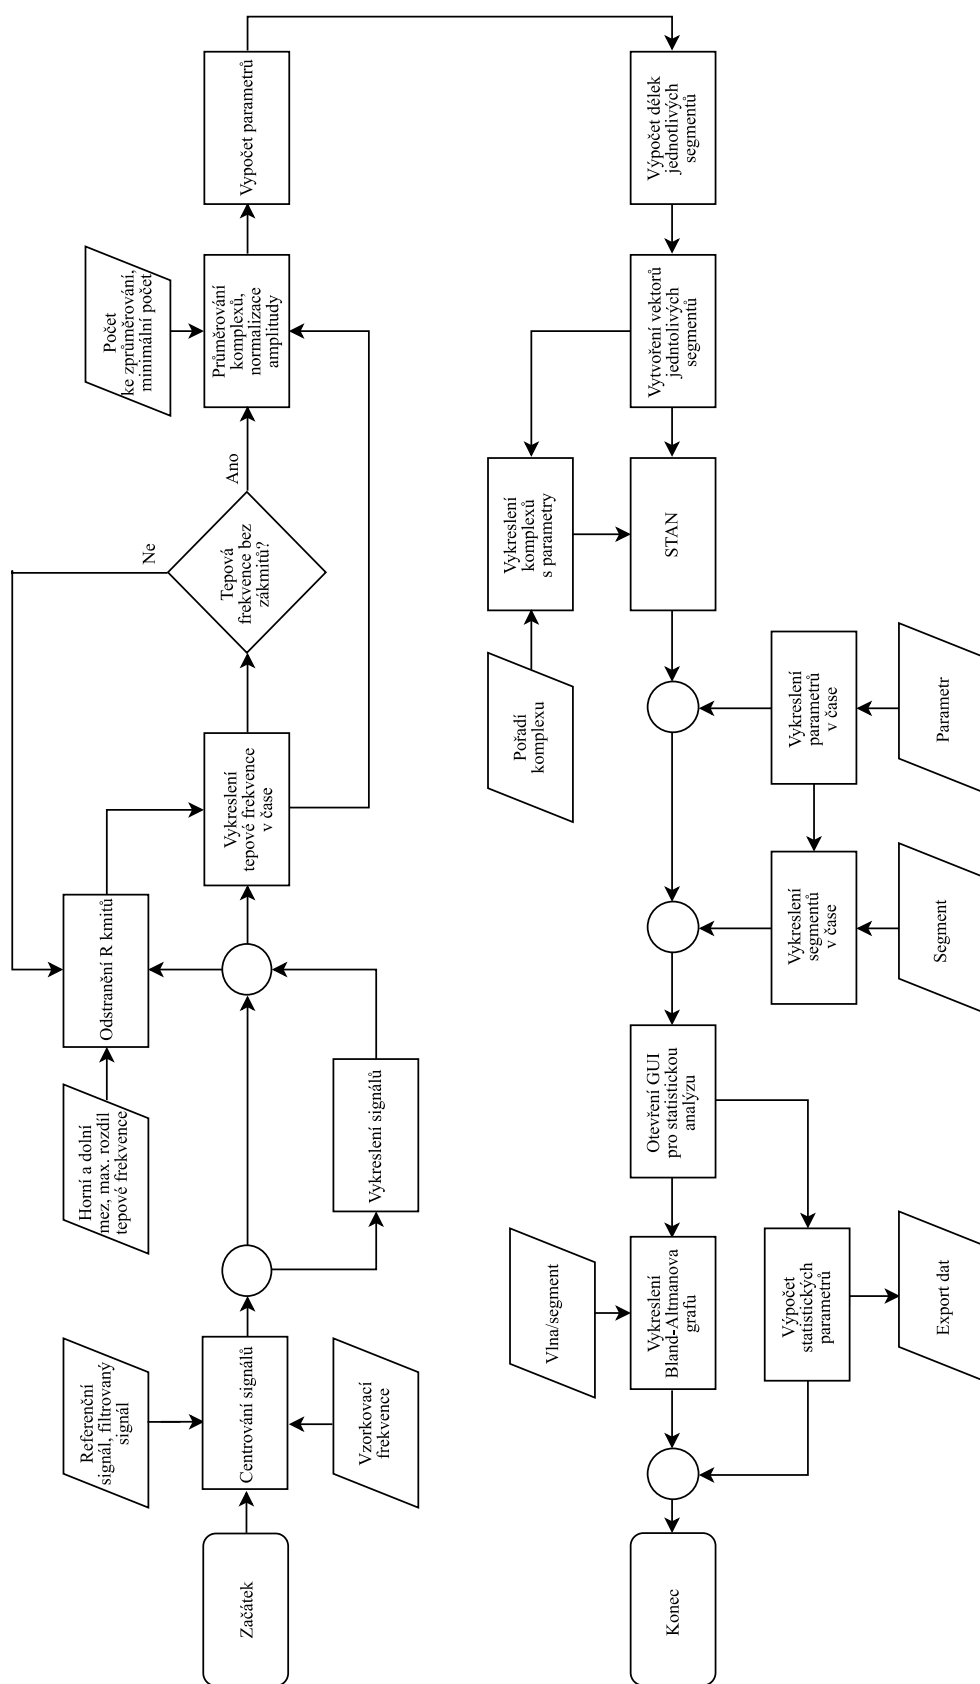 Začátek
Referenční
signál, filtrovaný
signál
Centrování signálů
Vzorkovací
frekvence
Vykreslení signálů
Horní a dolní
mez, max. rozdíl
tepové frekvence
Odstranění R kmitů
Vykreslení
tepové frekvence
v čase
Tepová
frekvence bez
zákmitů?
Ne
Ano
Počet
ke zprůměrování,
minimální počet
Průměrování
komplexů,
normalizace
amplitudy
Vypočet parametrů
Výpočet délek
jednotlivých
segmentů
Vytvoření vektorů
jedntolivých
segmentů
Vykreslení
komplexů
s parametry
Pořadí
komplexu
STAN
Vykreslení
parametrů
v čase
Parametr
Vykreslení
segmentů
v čase
Segment
Otevření GUI
pro statistickou
analýzu
Vlna/segment
Vykreslení
Bland-Altmanova
grafu
Výpočet
statistických
parametrů
Export dat
Konec